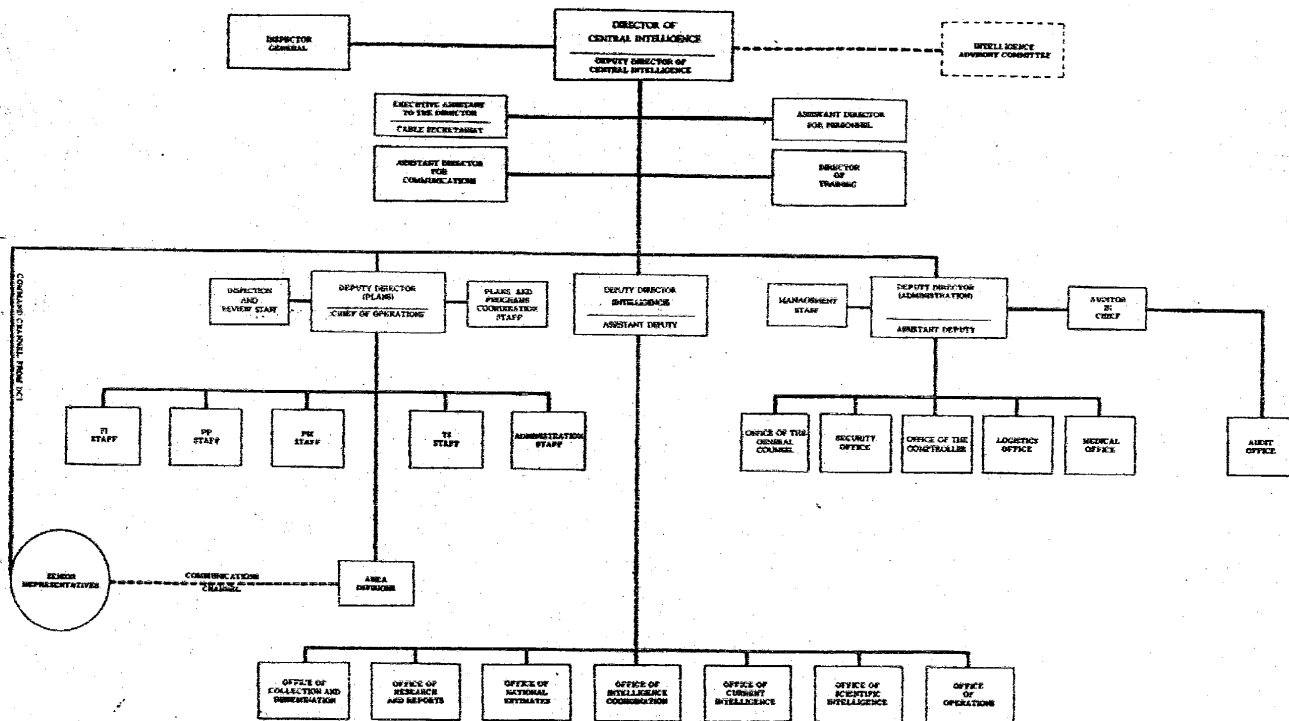 INSPECTOR
GENERAL
DIRECTOR OF
CENTRAL INTELLIGENCE
DEPUTY DIRECTOR OF
CENTRAL INTELLIGENCE
INTELLIGENCE
ADVISORY COMMITTEE
EXECUTIVE ASSISTANT
TO THE DIRECTOR
CABLE SECRETARIAT
ASSISTANT DIRECTOR
FOR PERSONNEL
ASSISTANT DIRECTOR
FOR
COMMUNICATIONS
DIRECTOR
OF
TRAINING
COMMAND CHANNEL FROM DCI
INSPECTION
AND
REVIEW STAFF
DEPUTY DIRECTOR
(PLANS)
CHIEF OF OPERATIONS
PLANS AND
PROGRAMS
COORDINATION
STAFF
DEPUTY DIRECTOR
INTELLIGENCE
ASSISTANT DEPUTY
MANAGEMENT
STAFF
DEPUTY DIRECTOR
(ADMINISTRATION)
ASSISTANT DEPUTY
AUDITOR
IN
CHIEF
FI
STAFF
PP
STAFF
PM
STAFF
TS
STAFF
ADMINISTRATION
STAFF
OFFICE OF THE
GENERAL
COUNSEL
SECURITY
OFFICE
OFFICE OF THE
COMPTROLLER
LOGISTICS
OFFICE
MEDICAL
OFFICE
AUDIT
OFFICE
SENIOR
REPRESENTATIVES
COMMUNICATIONS
CHANNEL
AREA
DIVISIONS
OFFICE OF
COLLECTION AND
DISSEMINATION
OFFICE OF
RESEARCH
AND REPORTS
OFFICE OF
NATIONAL
ESTIMATES
OFFICE OF
INTELLIGENCE
COORDINATION
OFFICE OF
CURRENT
INTELLIGENCE
OFFICE OF
SCIENTIFIC
INTELLIGENCE
OFFICE
OF
OPERATIONS